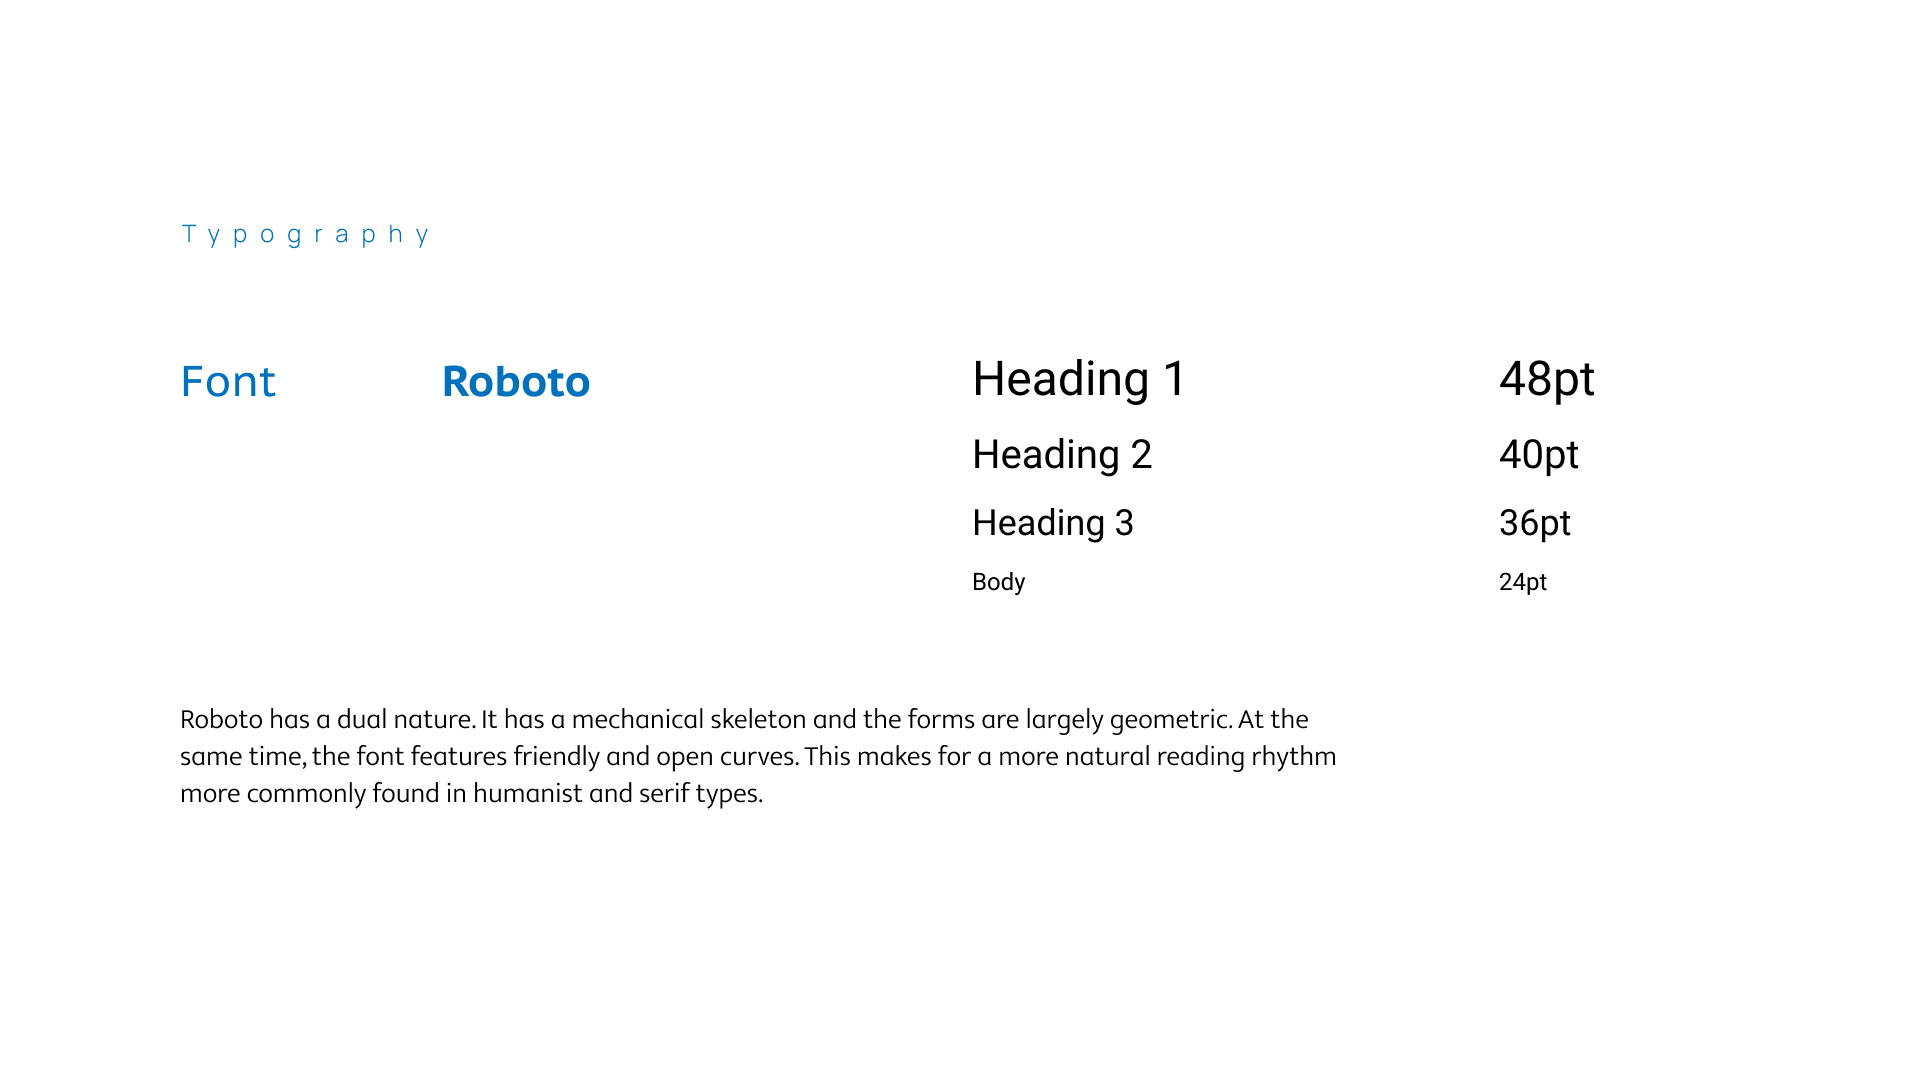 Typography
Font Roboto
Heading 1 48pt
Heading 2 40pt
Heading 3 36pt
Body 24pt
Roboto has a dual nature. It has a mechanical skeleton and the forms are largely geometric. At the
same time, the font features friendly and open curves. This makes for a more natural reading rhythm
more commonly found in humanist and serif types.